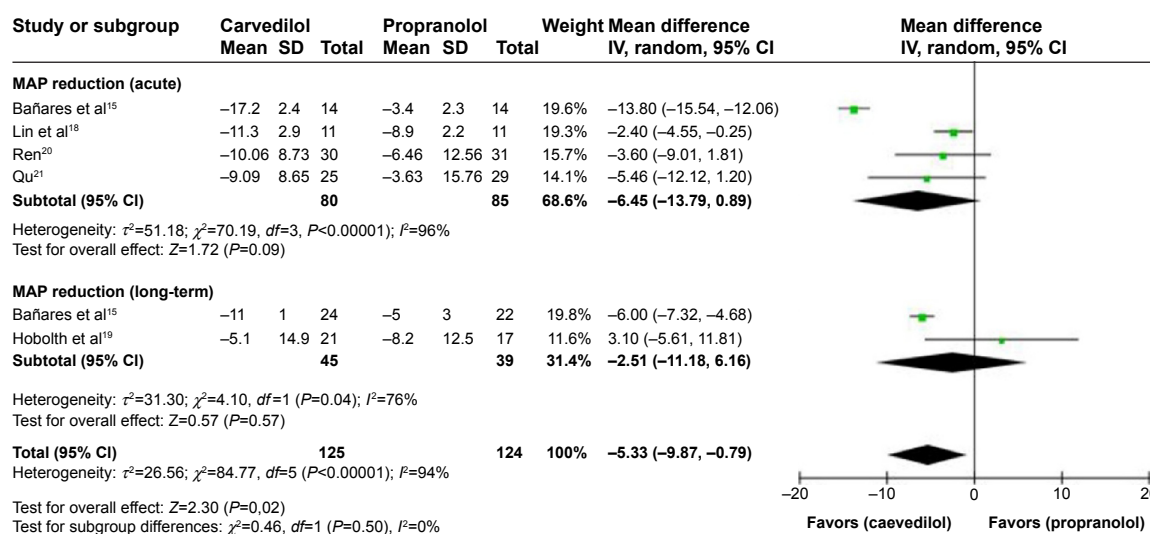 Study or subgroup Carvedilol Propranolol Weight Mean difference Mean difference
Mean SD Total Mean SD Total IV, random, 95% CI IV, random, 95% CI
MAP reduction (acute)
Bañares et al¹⁵ –17.2 2.4 14 –3.4 2.3 14 19.6% –13.80 (–15.54, –12.06)
Lin et al¹⁸ –11.3 2.9 11 –8.9 2.2 11 19.3% –2.40 (–4.55, –0.25)
Ren²⁰ –10.06 8.73 30 –6.46 12.56 31 15.7% –3.60 (–9.01, 1.81)
Qu²¹ –9.09 8.65 25 –3.63 15.76 29 14.1% –5.46 (–12.12, 1.20)
Subtotal (95% CI) 80 85 68.6% –6.45 (–13.79, 0.89)
Heterogeneity: τ²=51.18; χ²=70.19, df=3, P<0.00001); I²=96%
Test for overall effect: Z=1.72 (P=0.09)
MAP reduction (long-term)
Bañares et al¹⁵ –11 1 24 –5 3 22 19.8% –6.00 (–7.32, –4.68)
Hobolth et al¹⁹ –5.1 14.9 21 –8.2 12.5 17 11.6% 3.10 (–5.61, 11.81)
Subtotal (95% CI) 45 39 31.4% –2.51 (–11.18, 6.16)
Heterogeneity: τ²=31.30; χ²=4.10, df=1 (P=0.04); I²=76%
Test for overall effect: Z=0.57 (P=0.57)
Total (95% CI) 125 124 100% –5.33 (–9.87, –0.79)
Heterogeneity: τ²=26.56; χ²=84.77, df=5 (P<0.00001); I²=94%
–20 –10 0 10 20
Test for overall effect: Z=2.30 (P=0,02)
Test for subgroup differences: χ²=0.46, df=1 (P=0.50), I²=0%
Favors (caevedilol) Favors (propranolol)